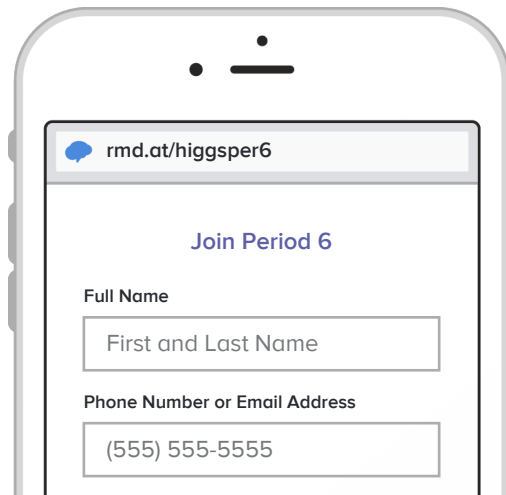 rmd.at/higgsper6
Join Period 6
Full Name
First and Last Name
Phone Number or Email Address
(555) 555-5555